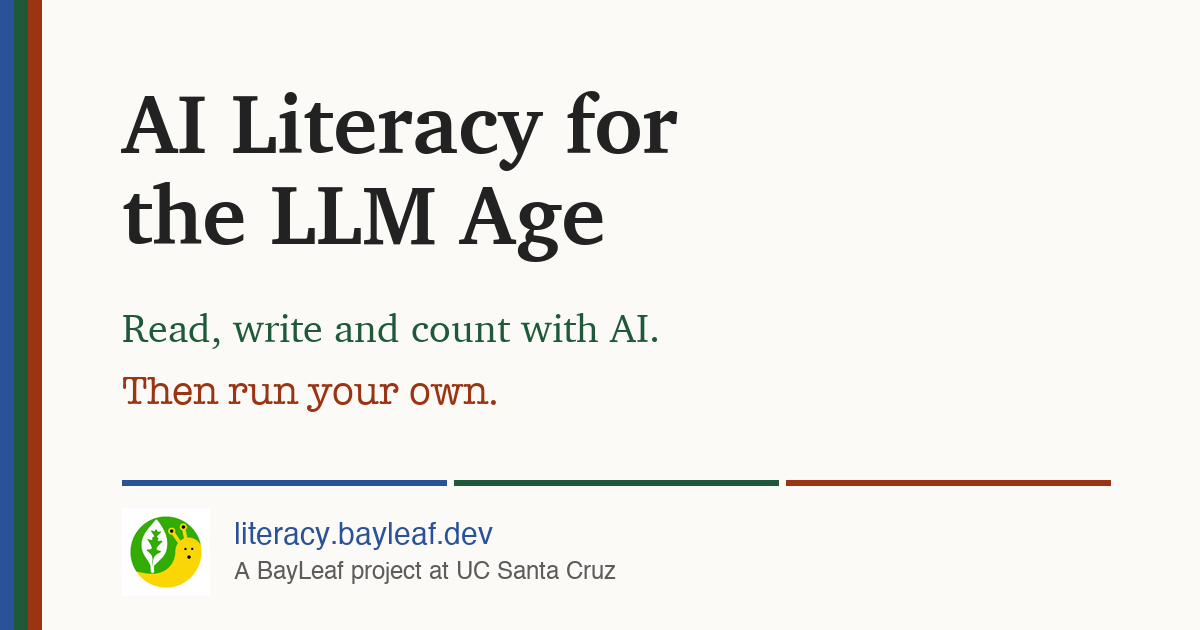 AI Literacy for
the LLM Age
Read, write and count with AI.
Then run your own.
literacy.bayleaf.dev
A BayLeaf project at UC Santa Cruz